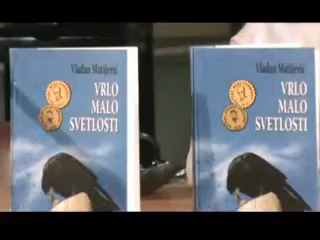 Vladan Matijević
VRLO
MALO
SVETLOSTI
Vladan Matijević
VRLO
MALO
SVETLOSTI